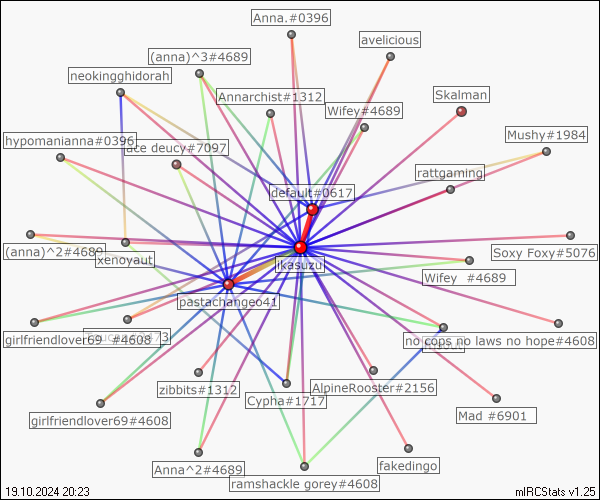 Anna.#0396
avelicious
(anna)^3#4689
neokingghidorah
Annarchist#1312
Skalman
Wifey#4689
Mushy#1984
hypomanianna#0396
ace deucy#7097
rattgaming
default#0617
(anna)^2#4689
Soxy Foxy#5076
xenoyaut
ikasuzu
Wifey #4689
pastachangeo41
girlfriendlover69 #4608
no cops no laws no hope#4608
zibbits#1312
AlpineRooster#2156
Cypha#1717
girlfriendlover69#4608
Mad #6901
Anna^2#4689
fakedingo
ramshackle gorey#4608
19.10.2024 20:23
mIRCStats v1.25